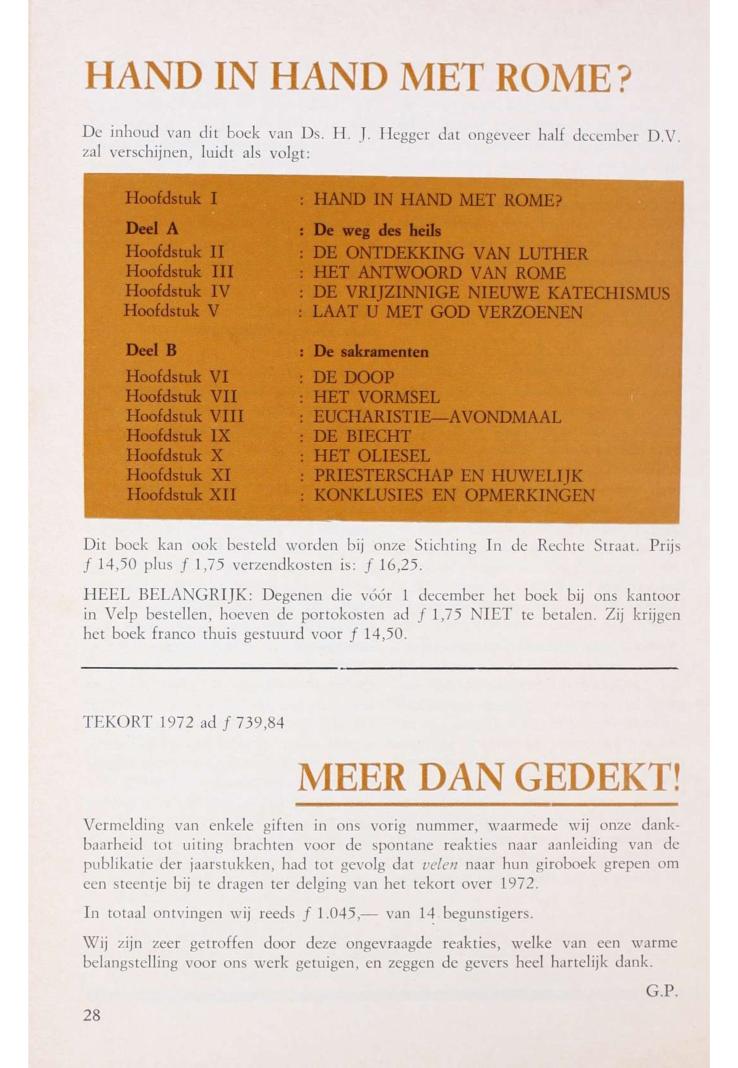 HAND IN HAND MET ROME?
De inhoud van dit boek van Ds. H. J. Hegger dat ongeveer half december D.V.
zal verschijnen, luidt als volgt:
Hoofdstuk I : HAND IN HAND MET ROME?
Deel A : De weg des heils
Hoofdstuk II : DE ONTDEKKING VAN LUTHER
Hoofdstuk III : HET ANTWOORD VAN ROME
Hoofdstuk IV : DE VRIJZINNIGE NIEUWE KATECHISMUS
Hoofdstuk V : LAAT U MET GOD VERZOENEN
Deel B : De sakramenten
Hoofdstuk VI : DE DOOP
Hoofdstuk VII : HET VORMSEL
Hoofdstuk VIII : EUCHARISTIE—AVONDMAAL
Hoofdstuk IX : DE BIECHT
Hoofdstuk X : HET OLIESEL
Hoofdstuk XI : PRIESTERSCHAP EN HUWELIJK
Hoofdstuk XII : KONKLUSIES EN OPMERKINGEN
Dit boek kan ook besteld worden bij onze Stichting In de Rechte Straat. Prijs
ƒ 14,50 plus ƒ 1,75 verzendkosten is: ƒ 16,25.
HEEL BELANGRIJK: Degenen die vóór 1 december het boek bij ons kantoor
in Velp bestellen, hoeven de portokosten ad ƒ 1,75 NIET te betalen. Zij krijgen
het boek franco thuis gestuurd voor ƒ 14,50.
TEKORT 1972 ad ƒ 739,84
MEER DAN GEDEKT!
Vermelding van enkele giften in ons vorig nummer, waarmede wij onze dank-
baarheid tot uiting brachten voor de spontane reakties naar aanleiding van de
publikatie der jaarstukken, had tot gevolg dat velen naar hun giroboek grepen om
een steentje bij te dragen ter delging van het tekort over 1972.
In totaal ontvingen wij reeds ƒ 1.045,— van 14 begunstigers.
Wij zijn zeer getroffen door deze ongevraagde reakties, welke van een warme
belangstelling voor ons werk getuigen, en zeggen de gevers heel hartelijk dank.
G.P.
28